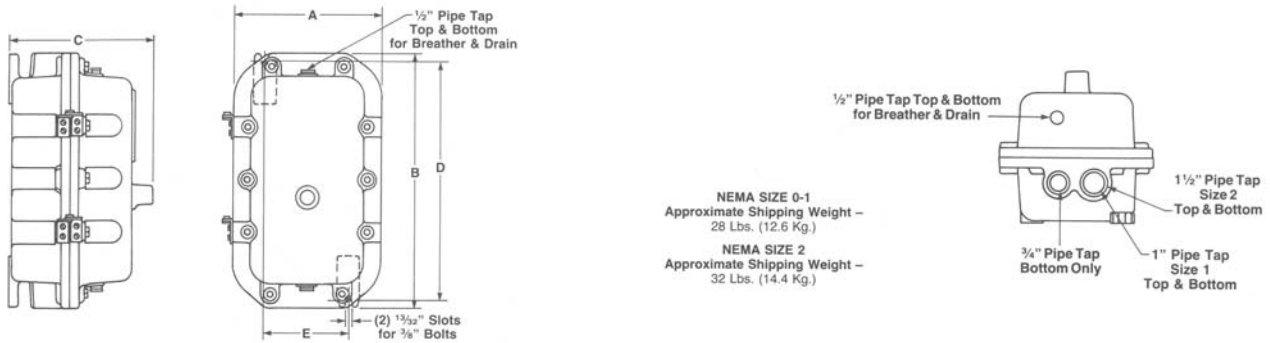 C
A
½" Pipe Tap
Top & Bottom
for Breather & Drain
B
D
E
(2) 13/32" Slots
for ⅜" Bolts
NEMA SIZE 0-1
Approximate Shipping Weight –
28 Lbs. (12.6 Kg.)
NEMA SIZE 2
Approximate Shipping Weight –
32 Lbs. (14.4 Kg.)
½" Pipe Tap Top & Bottom
for Breather & Drain
1½" Pipe Tap
Size 2
Top & Bottom
¾" Pipe Tap
Bottom Only
1" Pipe Tap
Size 1
Top & Bottom